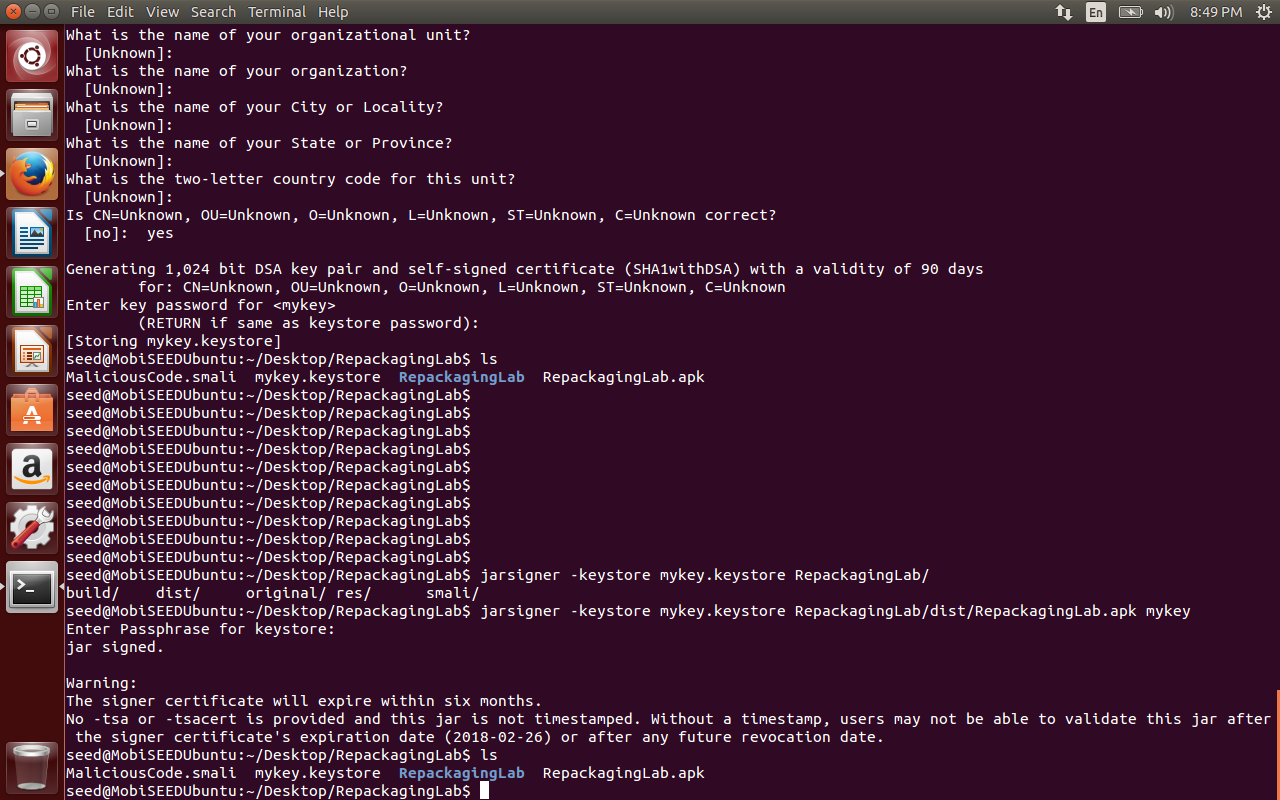 File Edit View Search Terminal Help En 8:49 PM
What is the name of your organizational unit?
[Unknown]:
What is the name of your organization?
[Unknown]:
What is the name of your City or Locality?
[Unknown]:
What is the name of your State or Province?
[Unknown]:
What is the two-letter country code for this unit?
[Unknown]:
Is CN=Unknown, OU=Unknown, O=Unknown, L=Unknown, ST=Unknown, C=Unknown correct?
[no]:  yes
Generating 1,024 bit DSA key pair and self-signed certificate (SHA1withDSA) with a validity of 90 days
for: CN=Unknown, OU=Unknown, O=Unknown, L=Unknown, ST=Unknown, C=Unknown
Enter key password for <mykey>
(RETURN if same as keystore password):
[Storing mykey.keystore]
seed@MobiSEEDUbuntu:~/Desktop/RepackagingLab$ ls
MaliciousCode.smali  mykey.keystore  RepackagingLab  RepackagingLab.apk
seed@MobiSEEDUbuntu:~/Desktop/RepackagingLab$
seed@MobiSEEDUbuntu:~/Desktop/RepackagingLab$
seed@MobiSEEDUbuntu:~/Desktop/RepackagingLab$
seed@MobiSEEDUbuntu:~/Desktop/RepackagingLab$
seed@MobiSEEDUbuntu:~/Desktop/RepackagingLab$
seed@MobiSEEDUbuntu:~/Desktop/RepackagingLab$
seed@MobiSEEDUbuntu:~/Desktop/RepackagingLab$
seed@MobiSEEDUbuntu:~/Desktop/RepackagingLab$
seed@MobiSEEDUbuntu:~/Desktop/RepackagingLab$
seed@MobiSEEDUbuntu:~/Desktop/RepackagingLab$
seed@MobiSEEDUbuntu:~/Desktop/RepackagingLab$ jarsigner -keystore mykey.keystore RepackagingLab/
build/    dist/     original/ res/      smali/
seed@MobiSEEDUbuntu:~/Desktop/RepackagingLab$ jarsigner -keystore mykey.keystore RepackagingLab/dist/RepackagingLab.apk mykey
Enter Passphrase for keystore:
jar signed.
Warning:
The signer certificate will expire within six months.
No -tsa or -tsacert is provided and this jar is not timestamped. Without a timestamp, users may not be able to validate this jar after
the signer certificate's expiration date (2018-02-26) or after any future revocation date.
seed@MobiSEEDUbuntu:~/Desktop/RepackagingLab$ ls
MaliciousCode.smali  mykey.keystore  RepackagingLab  RepackagingLab.apk
seed@MobiSEEDUbuntu:~/Desktop/RepackagingLab$